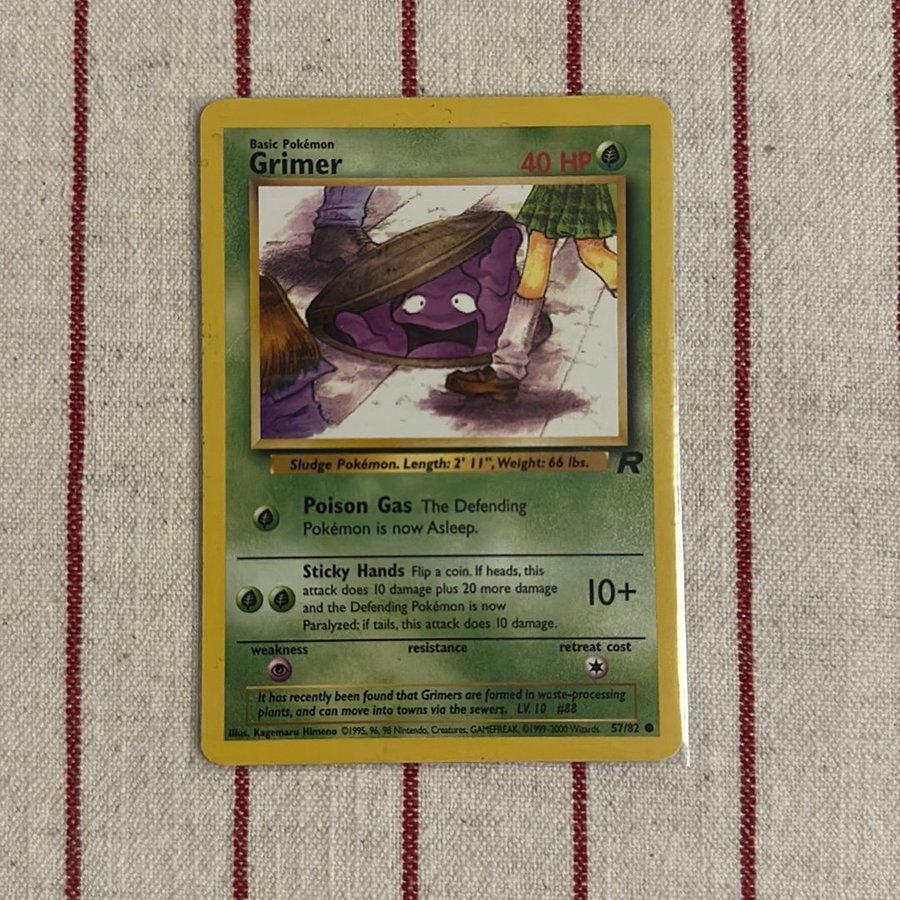 Basic Pokémon
Grimer 40 HP
Sludge Pokémon. Length: 2' 11", Weight: 66 lbs. R
Poison Gas The Defending
Pokémon is now Asleep.
Sticky Hands Flip a coin. If heads, this
attack does 10 damage plus 20 more damage
and the Defending Pokémon is now
Paralyzed; if tails, this attack does 10 damage.
10+
weakness resistance retreat cost
It has recently been found that Grimers are formed in waste-processing
plants, and can move into towns via the sewers. LV. 10 #88
Illus. Kagemaru Himeno ©1995, 96, 98 Nintendo, Creatures, GAMEFREAK. ©1999-2000 Wizards. 57/82